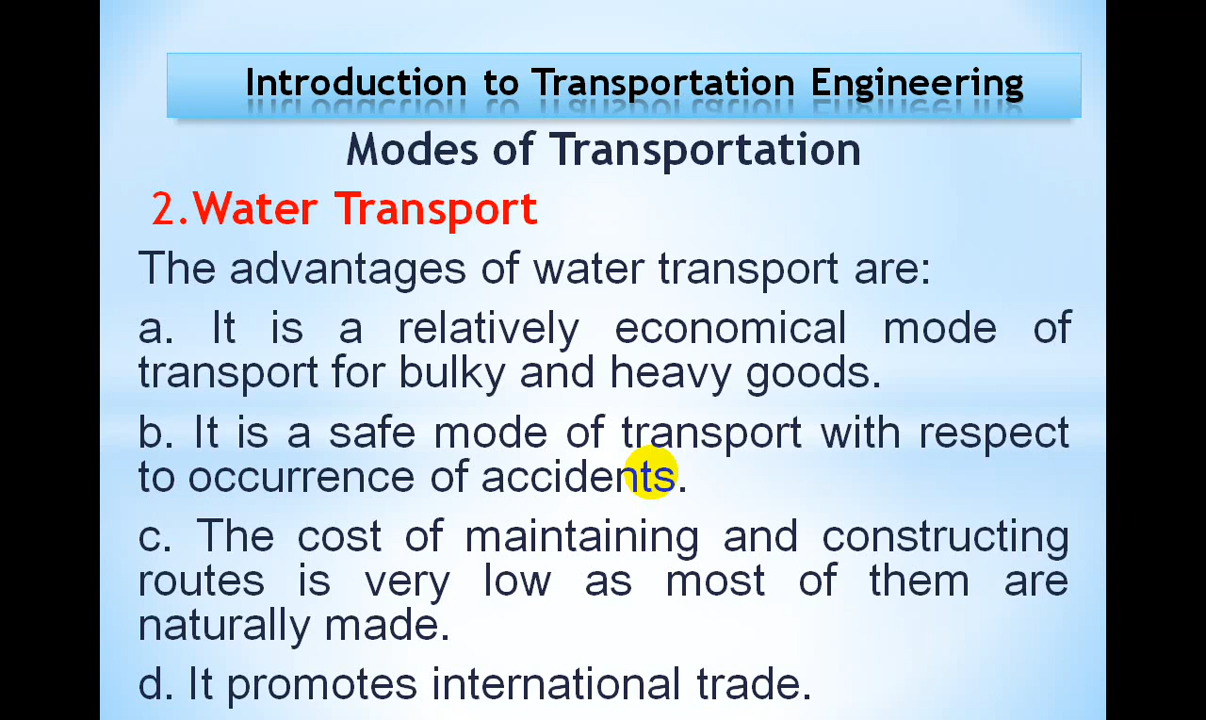 Introduction to Transportation Engineering
Modes of Transportation
2.Water Transport
The advantages of water transport are:
a. It is a relatively economical mode of
transport for bulky and heavy goods.
b. It is a safe mode of transport with respect
to occurrence of accidents.
c. The cost of maintaining and constructing
routes is very low as most of them are
naturally made.
d. It promotes international trade.